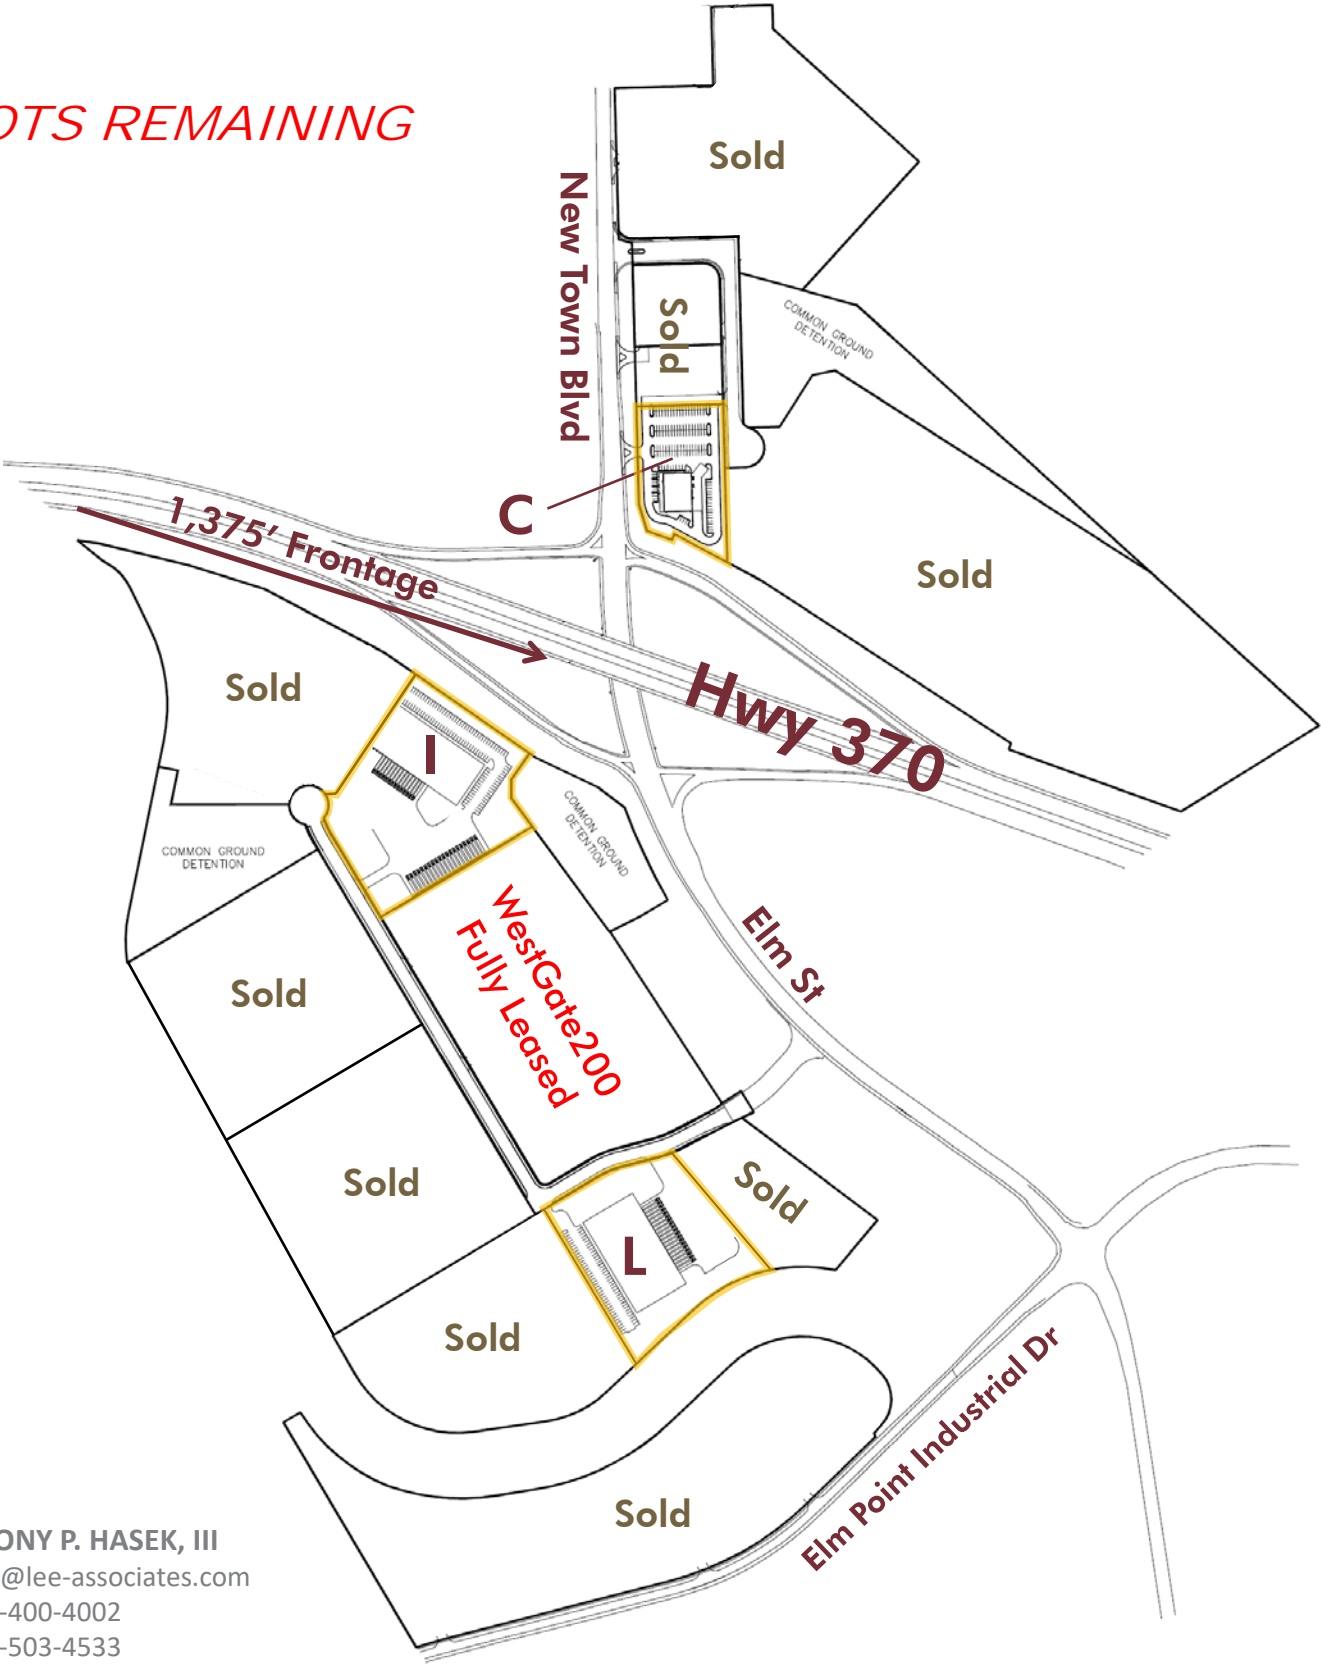 OTS REMAINING
Sold
New Town Blvd
Sold
COMMON GROUND
DETENTION
C
1,375' Frontage
Sold
Hwy 370
Sold
I
COMMON GROUND
DETENTION
COMMON GROUND
DETENTION
WestGate200
Fully Leased
Elm St
Sold
Sold
Sold
L
Sold
Elm Point Industrial Dr
Sold
ONY P. HASEK, III
@lee-associates.com
-400-4002
-503-4533